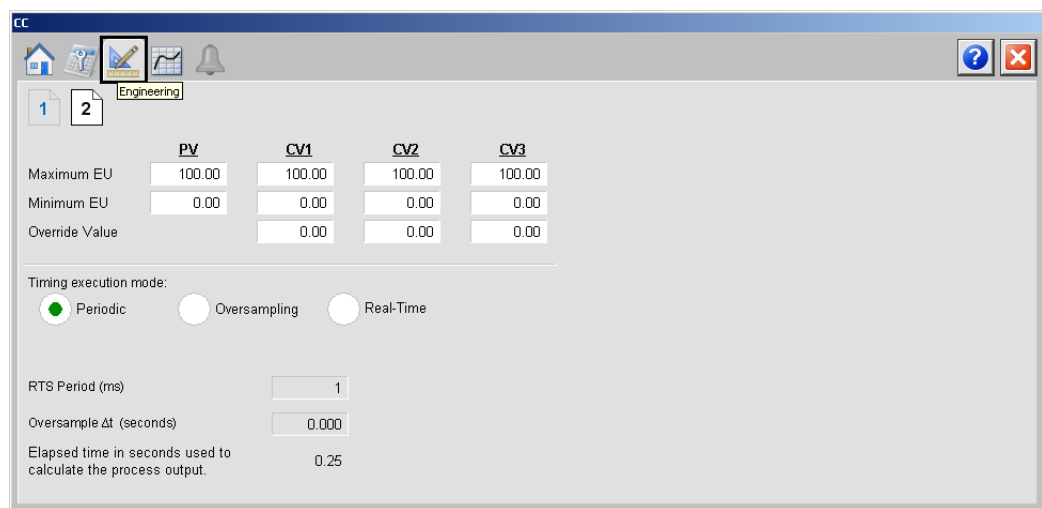 CC
?
Engineering
1 2
PV CV1 CV2 CV3
Maximum EU 100.00 100.00 100.00 100.00
Minimum EU 0.00 0.00 0.00 0.00
Override Value 0.00 0.00 0.00
Timing execution mode:
Periodic Oversampling Real-Time
RTS Period (ms) 1
Oversample Δt (seconds) 0.000
Elapsed time in seconds used to
calculate the process output. 0.25